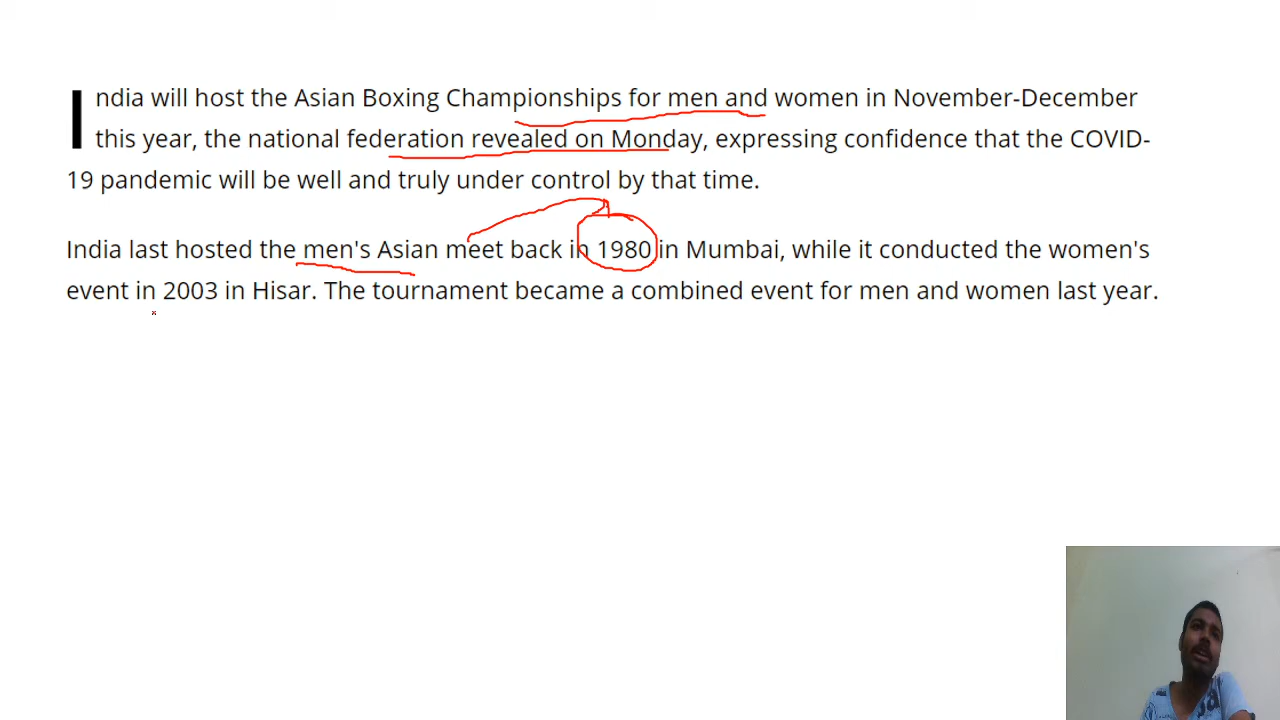 India will host the Asian Boxing Championships for men and women in November-December
this year, the national federation revealed on Monday, expressing confidence that the COVID-
19 pandemic will be well and truly under control by that time.
India last hosted the men's Asian meet back in 1980 in Mumbai, while it conducted the women's
event in 2003 in Hisar. The tournament became a combined event for men and women last year.